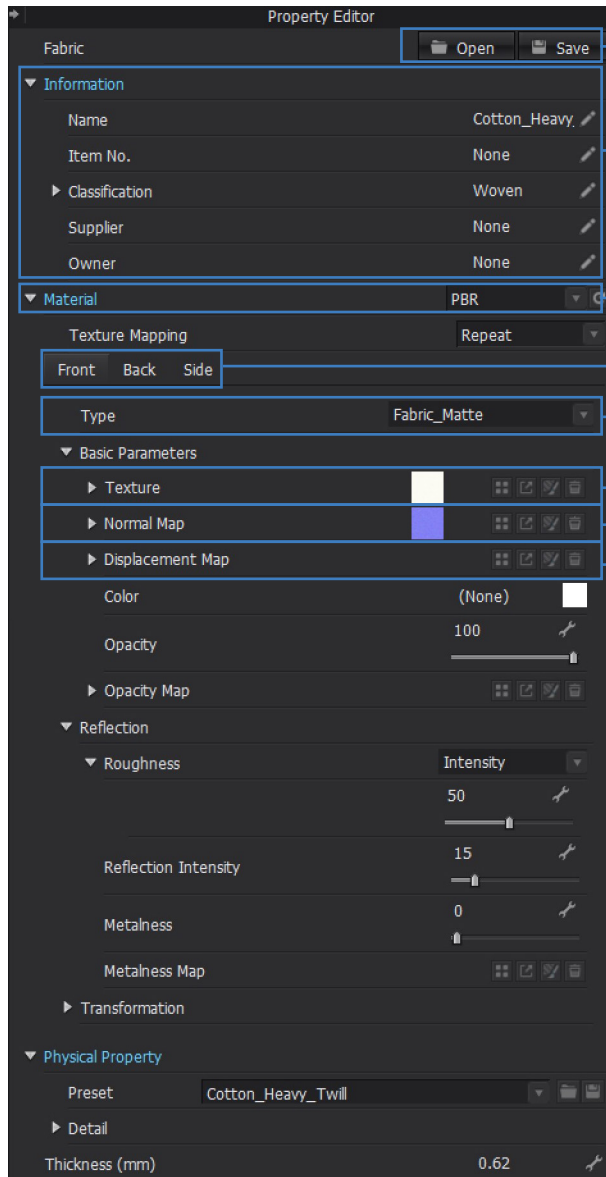 Property Editor
Fabric Open Save
Information
Name Cotton_Heavy_
Item No. None
Classification Woven
Supplier None
Owner None
Material PBR
Texture Mapping Repeat
Front Back Side
Type Fabric_Matte
Basic Parameters
Texture
Normal Map
Displacement Map
Color (None)
Opacity 100
Opacity Map
Reflection
Roughness Intensity
50
Reflection Intensity 15
Metalness 0
Metalness Map
Transformation
Physical Property
Preset Cotton_Heavy_Twill
Detail
Thickness (mm) 0.62